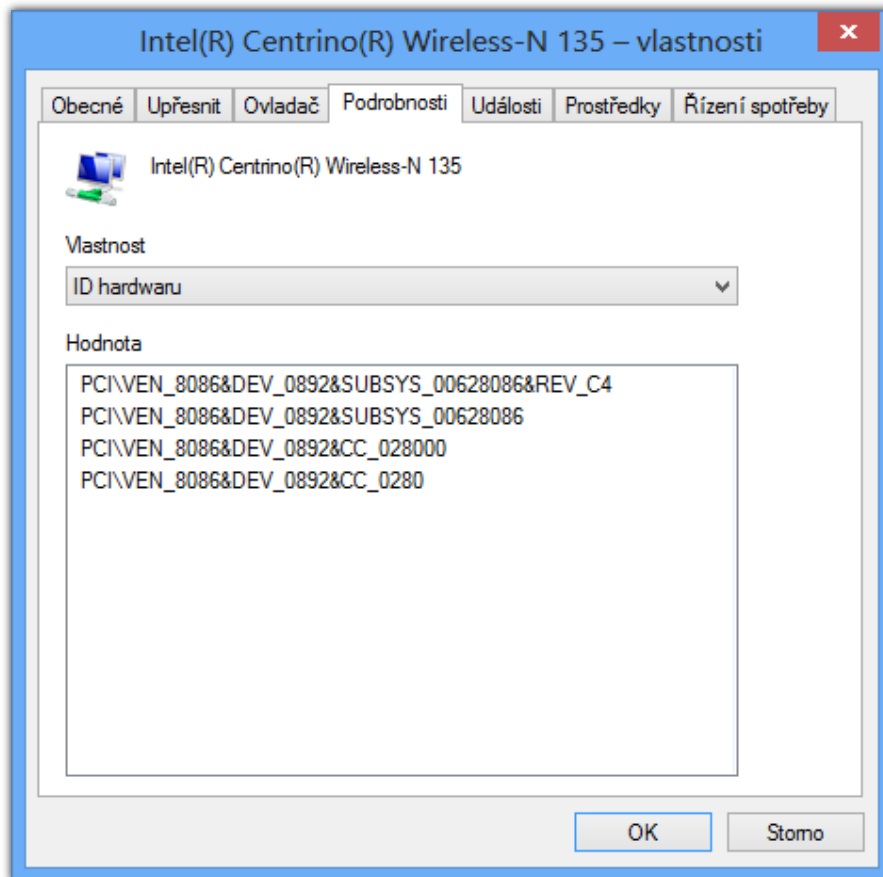 Intel(R) Centrino(R) Wireless-N 135 – vlastnosti
Obecné Upřesnit Ovladač Podrobnosti Události Prostředky Řízení spotřeby
Intel(R) Centrino(R) Wireless-N 135
Vlastnost
ID hardwaru
Hodnota
PCI\VEN_8086&DEV_0892&SUBSYS_00628086&REV_C4
PCI\VEN_8086&DEV_0892&SUBSYS_00628086
PCI\VEN_8086&DEV_0892&CC_028000
PCI\VEN_8086&DEV_0892&CC_0280
OK Storno